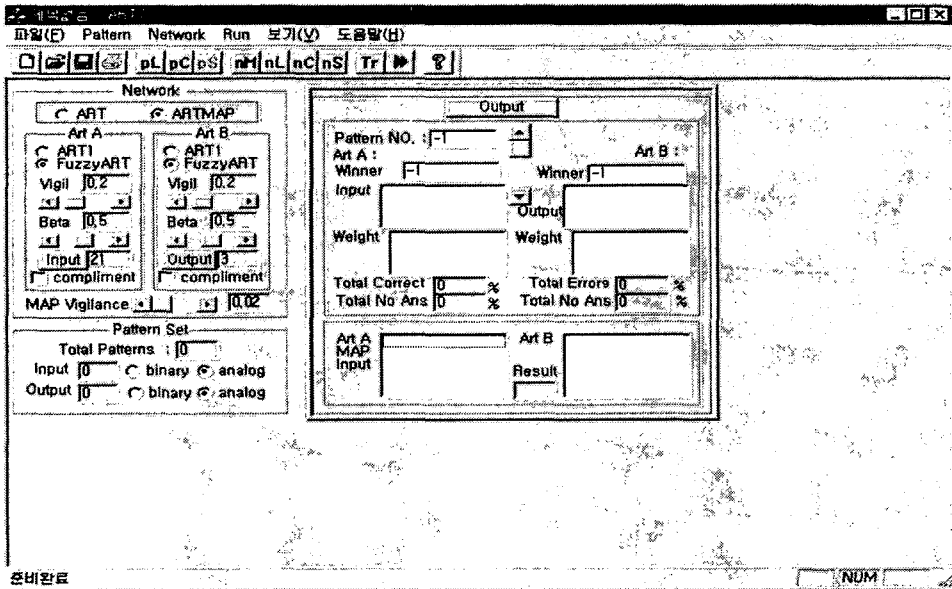 파일(F) Pattern Network Run 보기(V) 도움말(H)
pL pC pS nM nL nC nS Tr
Network
ART ARTMAP
Art A
ART1
FuzzyART
Vigil 0,2
Beta 0,5
Input 21
compliment
Art B
ART1
FuzzyART
Vigil 0,2
Beta 0,5
Output 3
compliment
MAP Vigilance 0,02
Pattern Set
Total Patterns : 0
Input 0 binary analog
Output 0 binary analog
Output
Pattern NO. : -1
Art A : Art B :
Winner -1 Winner -1
Input Output
Weight Weight
Total Correct 0 % Total Errors 0 %
Total No Ans 0 % Total No Ans 0 %
Art A
MAP
Input
Art B
Result
준비완료 NUM